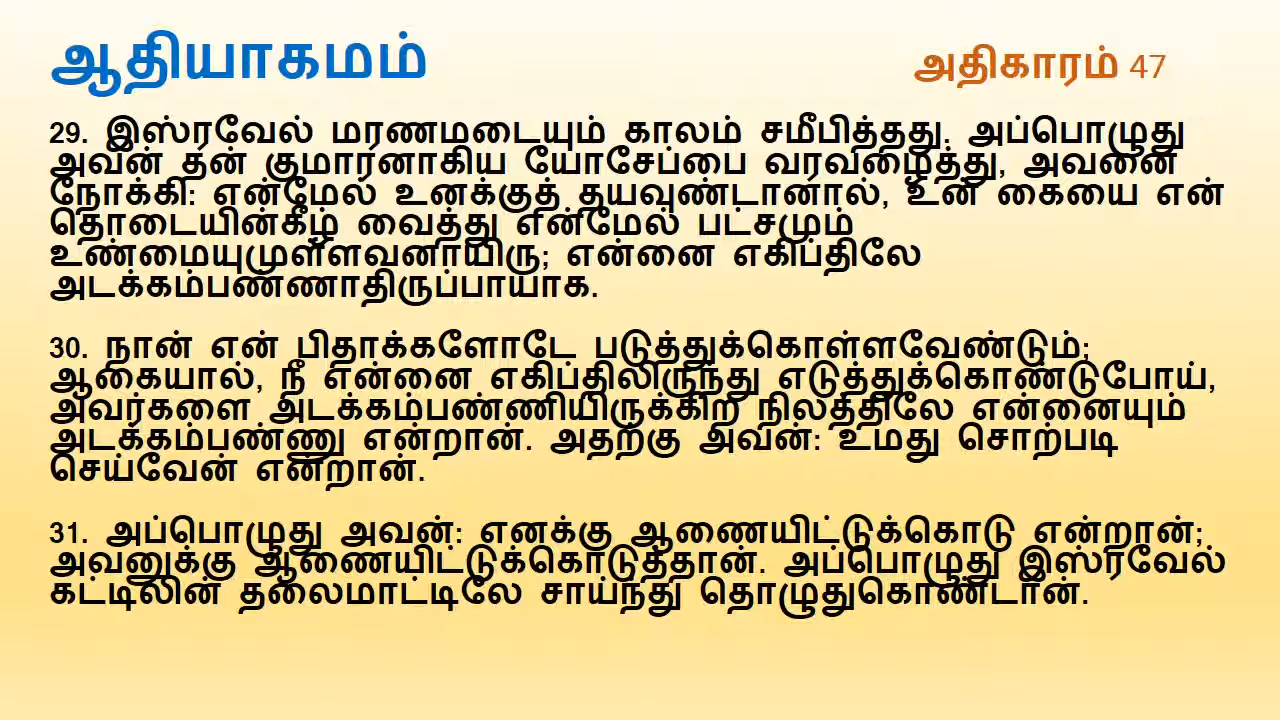 ஆதியாகமம்
அதிகாரம் 47
29. இஸ்ரவேல் மரணமடையும் காலம் சமீபித்தது. அப்பொழுது
அவன் தன் குமாரனாகிய யோசேப்பை வரவழைத்து, அவனை
நோக்கி: என்மேல் உனக்குத் தயவுண்டானால், உன் கையை என்
தொடையின்கீழ் வைத்து என்மேல் பட்சமும்
உண்மையுமுள்ளவனாயிரு; என்னை எகிப்திலே
அடக்கம்பண்ணாதிருப்பாயாக.
30. நான் என் பிதாக்களோடே படுத்துக்கொள்ளவேண்டும்;
ஆகையால், நீ என்னை எகிப்திலிருந்து எடுத்துக்கொண்டுபோய்,
அவர்களை அடக்கம்பண்ணியிருக்கிற நிலத்திலே என்னையும்
அடக்கம்பண்ணு என்றான். அதற்கு அவன்: உமது சொற்படி
செய்வேன் என்றான்.
31. அப்பொழுது அவன்: எனக்கு ஆணையிட்டுக்கொடு என்றான்;
அவனுக்கு ஆணையிட்டுக்கொடுத்தான். அப்பொழுது இஸ்ரவேல்
கட்டிலின் தலைமாட்டிலே சாய்ந்து தொழுதுகொண்டான்.